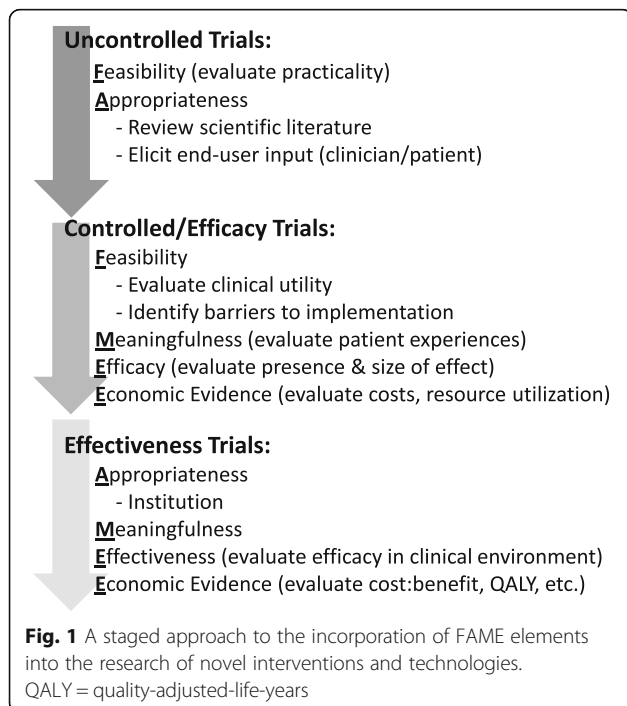 Uncontrolled Trials:
Feasibility (evaluate practicality)
Appropriateness
- Review scientific literature
- Elicit end-user input (clinician/patient)
Controlled/Efficacy Trials:
Feasibility
- Evaluate clinical utility
- Identify barriers to implementation
Meaningfulness (evaluate patient experiences)
Efficacy (evaluate presence & size of effect)
Economic Evidence (evaluate costs, resource utilization)
Effectiveness Trials:
Appropriateness
- Institution
Meaningfulness
Effectiveness (evaluate efficacy in clinical environment)
Economic Evidence (evaluate cost:benefit, QALY, etc.)
Fig. 1 A staged approach to the incorporation of FAME elements
into the research of novel interventions and technologies.
QALY = quality-adjusted-life-years